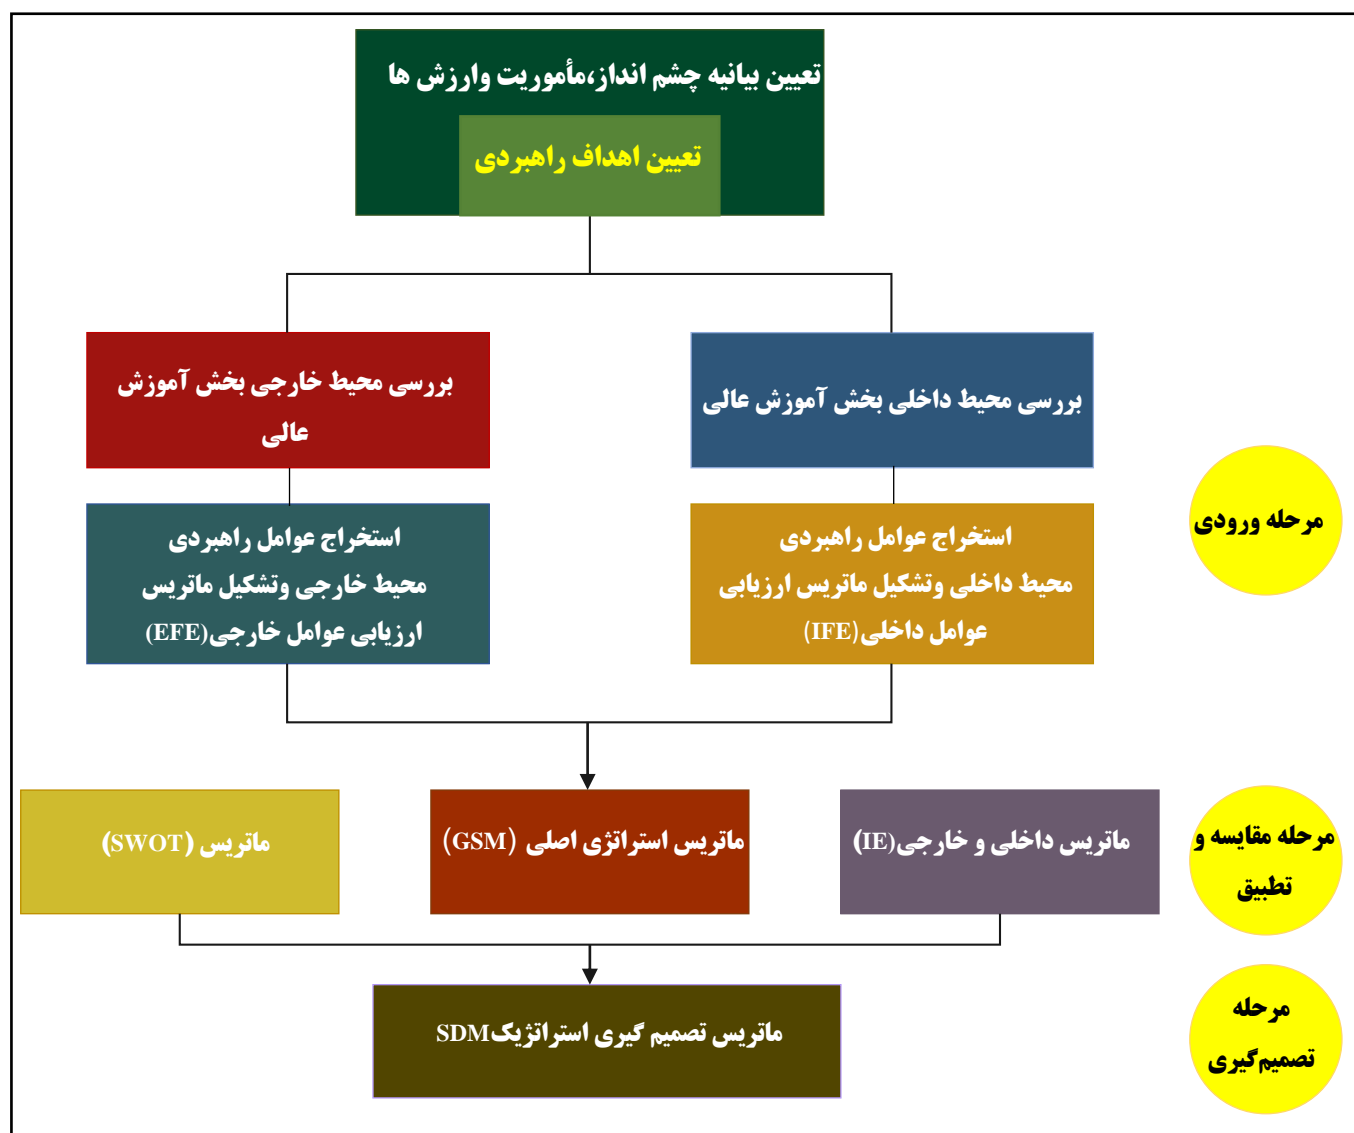 تعیین بیانیه چشم انداز،مأموریت وارزش ها
تعیین اهداف راهبردی
بررسی محیط داخلی بخش آموزش عالی
بررسی محیط خارجی بخش آموزش
عالی
مرحله ورودی
استخراج عوامل راهبردی
محیط داخلی وتشکیل ماتریس ارزیابی
عوامل داخلی(IFE)
استخراج عوامل راهبردی
محیط خارجی وتشکیل ماتریس
ارزیابی عوامل خارجی(EFE)
مرحله مقایسه و
تطبیق
ماتریس داخلی و خارجی(IE)
ماتریس استراتژی اصلی (GSM)
ماتریس (SWOT)
مرحله
تصمیم‌گیری
ماتریس تصمیم گیری استراتژیکSDM